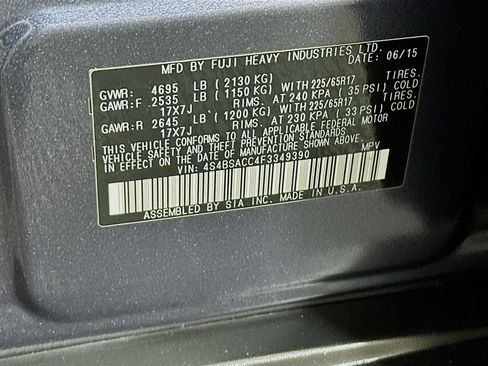 MFD BY FUJI HEAVY INDUSTRIES LTD.
DATE: 06/15
GVWR: 4695 LB ( 2130 KG)
GAWR:F 2535 LB ( 1150 KG) WITH 225/65R17 TIRES.
17X7J RIMS. AT 240 KPA ( 35 PSI) COLD
GAWR:R 2645 LB ( 1200 KG) WITH 225/65R17 TIRES.
17X7J RIMS. AT 230 KPA ( 33 PSI) COLD
THIS VEHICLE CONFORMS TO ALL APPLICABLE FEDERAL MOTOR
VEHICLE SAFETY AND THEFT PREVENTION STANDARDS
IN EFFECT ON THE DATE OF MANUFACTURE SHOWN ABOVE.
VIN: 4S4BSACC4F3349390 MPV
ASSEMBLED BY SIA INC. MADE IN U.S.A.